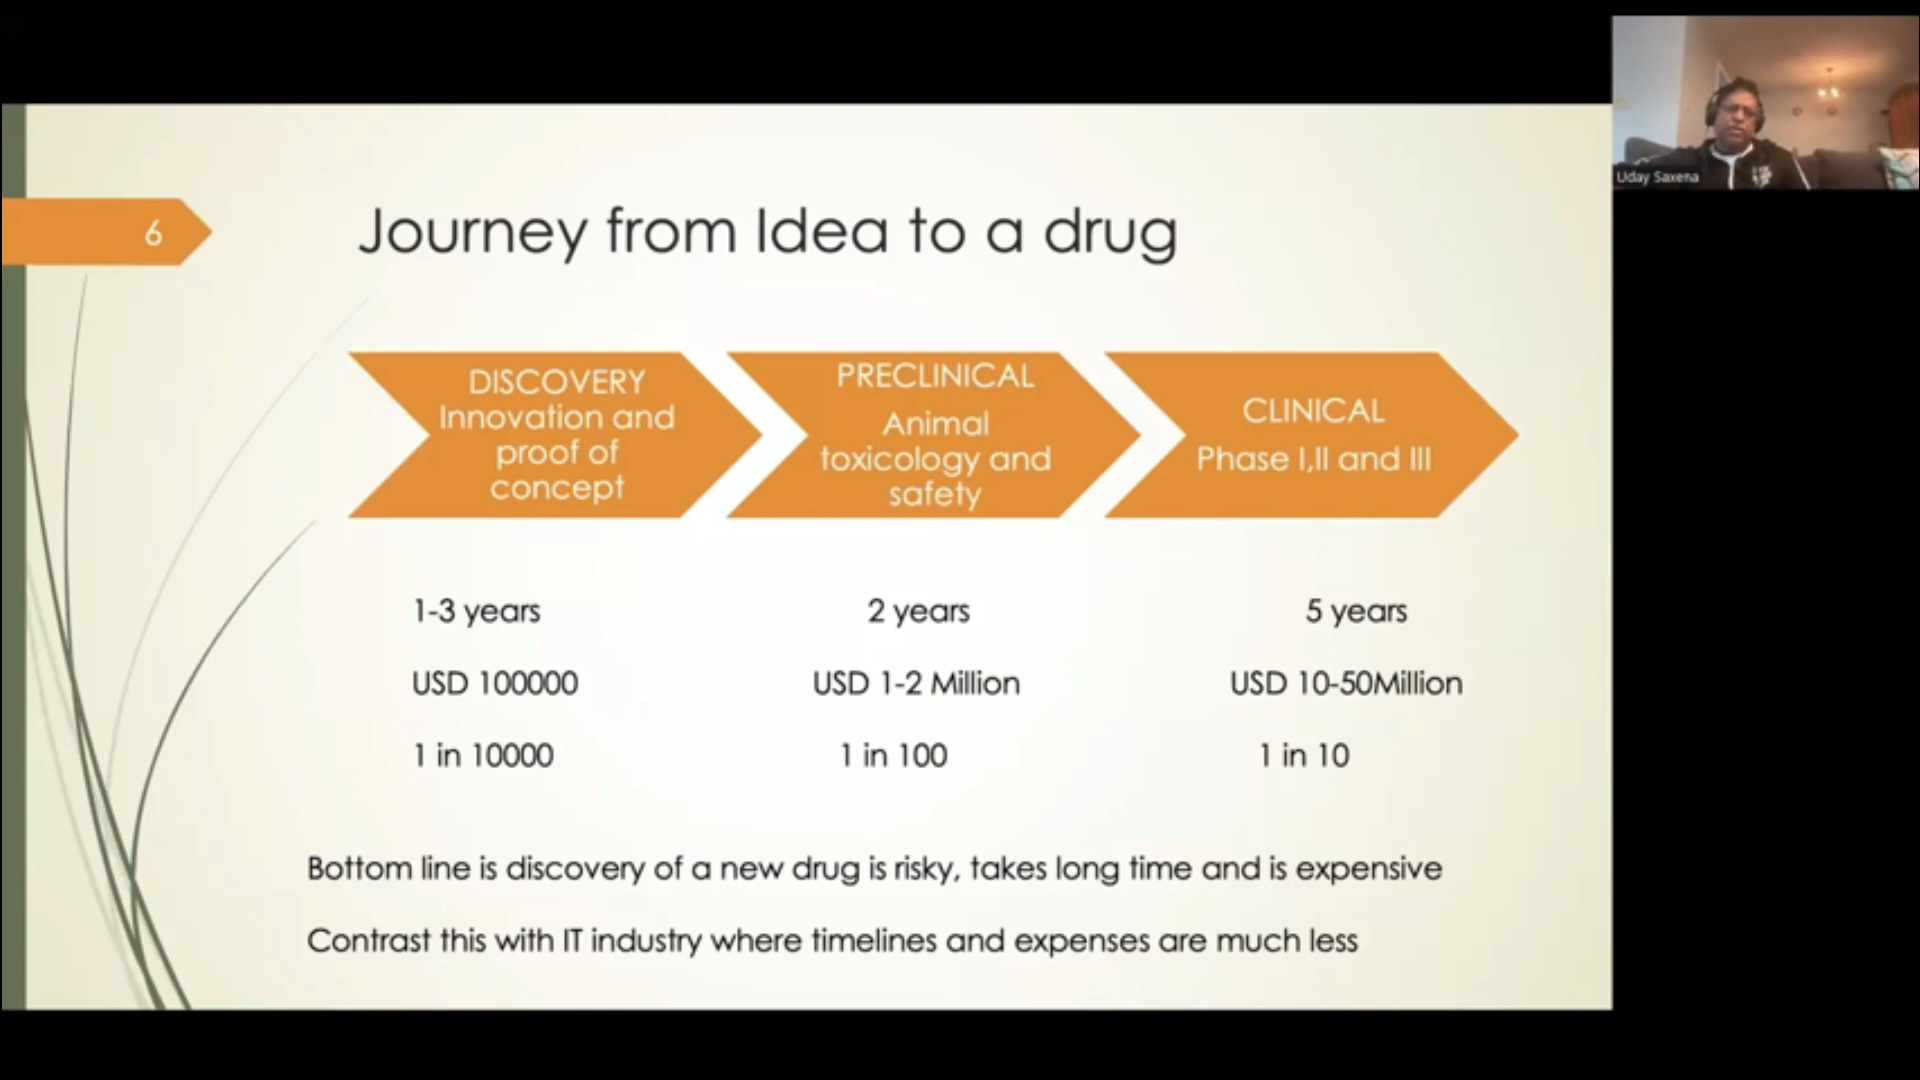 Uday Saxena
6
Journey from Idea to a drug
DISCOVERY
Innovation and
proof of
concept
PRECLINICAL
Animal
toxicology and
safety
CLINICAL
Phase I,II and III
1-3 years
2 years
5 years
USD 100000
USD 1-2 Million
USD 10-50Million
1 in 10000
1 in 100
1 in 10
Bottom line is discovery of a new drug is risky, takes long time and is expensive
Contrast this with IT industry where timelines and expenses are much less